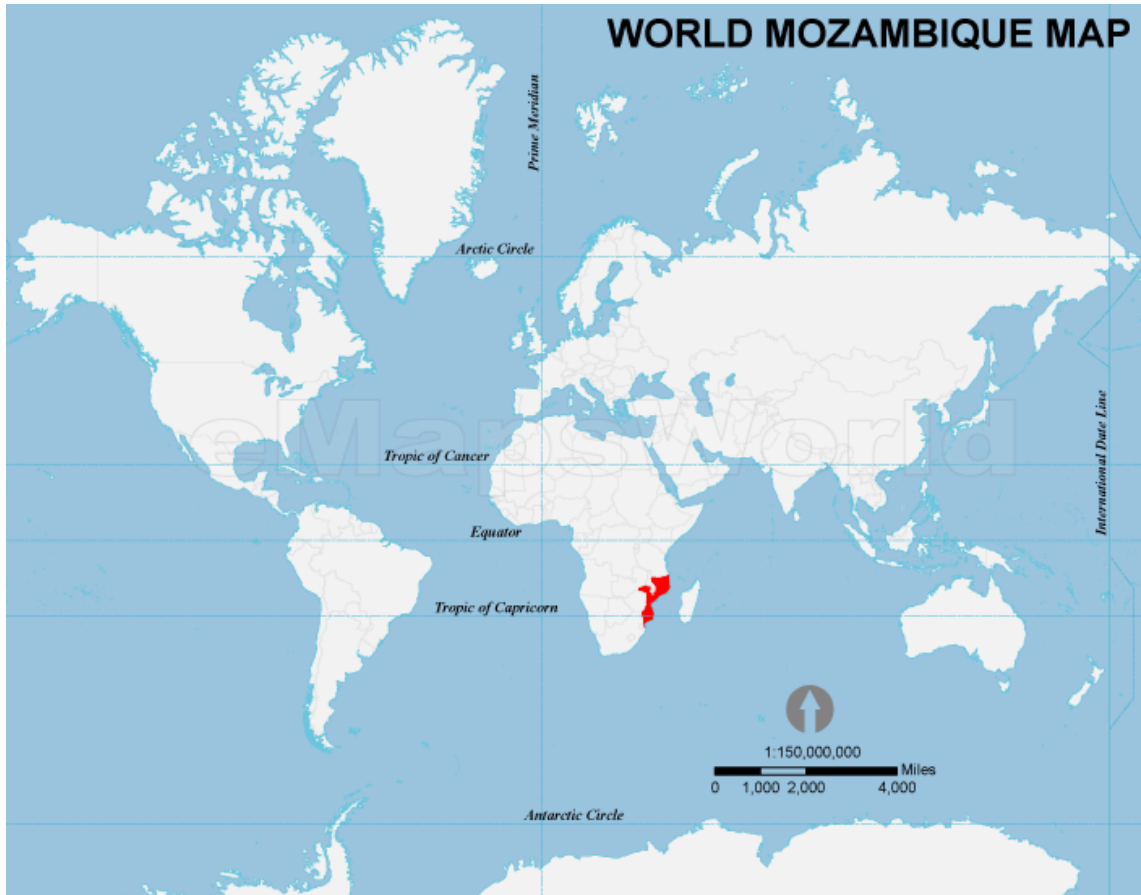 WORLD MOZAMBIQUE MAP
Prime Meridian
Arctic Circle
eMapsWorld
International Date Line
Tropic of Cancer
Equator
Tropic of Capricorn
1:150,000,000
Miles
0 1,000 2,000 4,000
Antarctic Circle